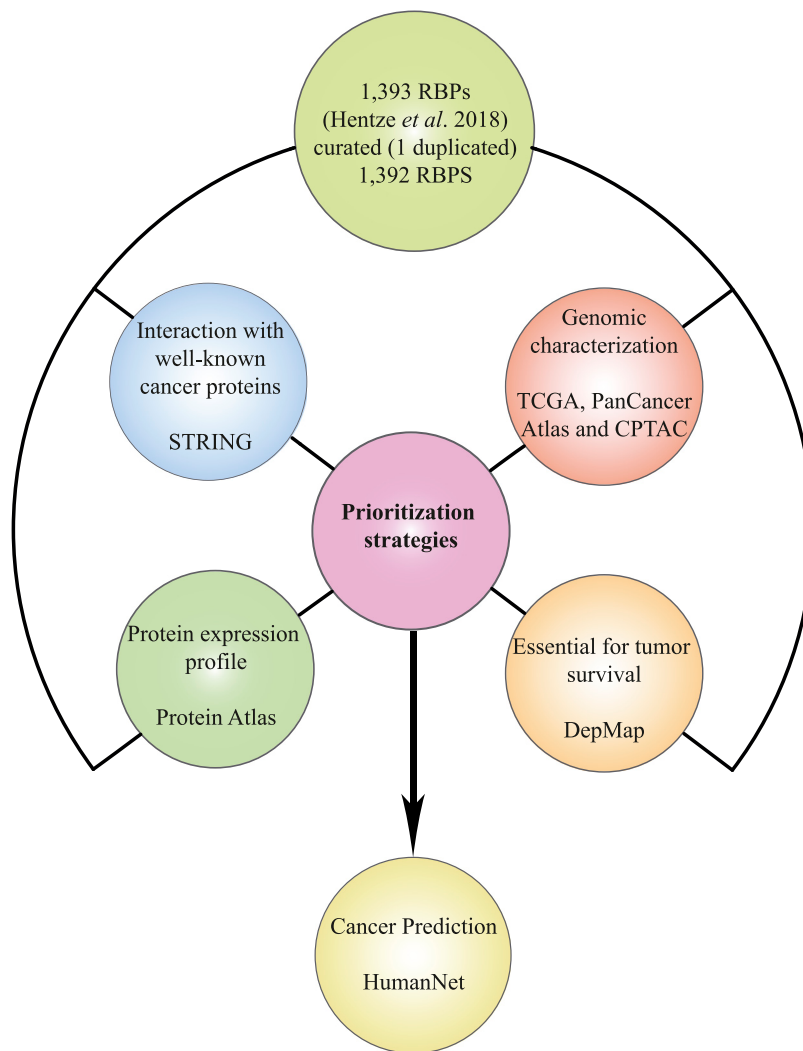 1,393 RBPs
(Hentze et al. 2018)
curated (1 duplicated)
1,392 RBPS
Interaction with
well-known
cancer proteins
STRING
Genomic
characterization
TCGA, PanCancer
Atlas and CPTAC
Prioritization
strategies
Protein expression
profile
Protein Atlas
Essential for tumor
survival
DepMap
Cancer Prediction
HumanNet